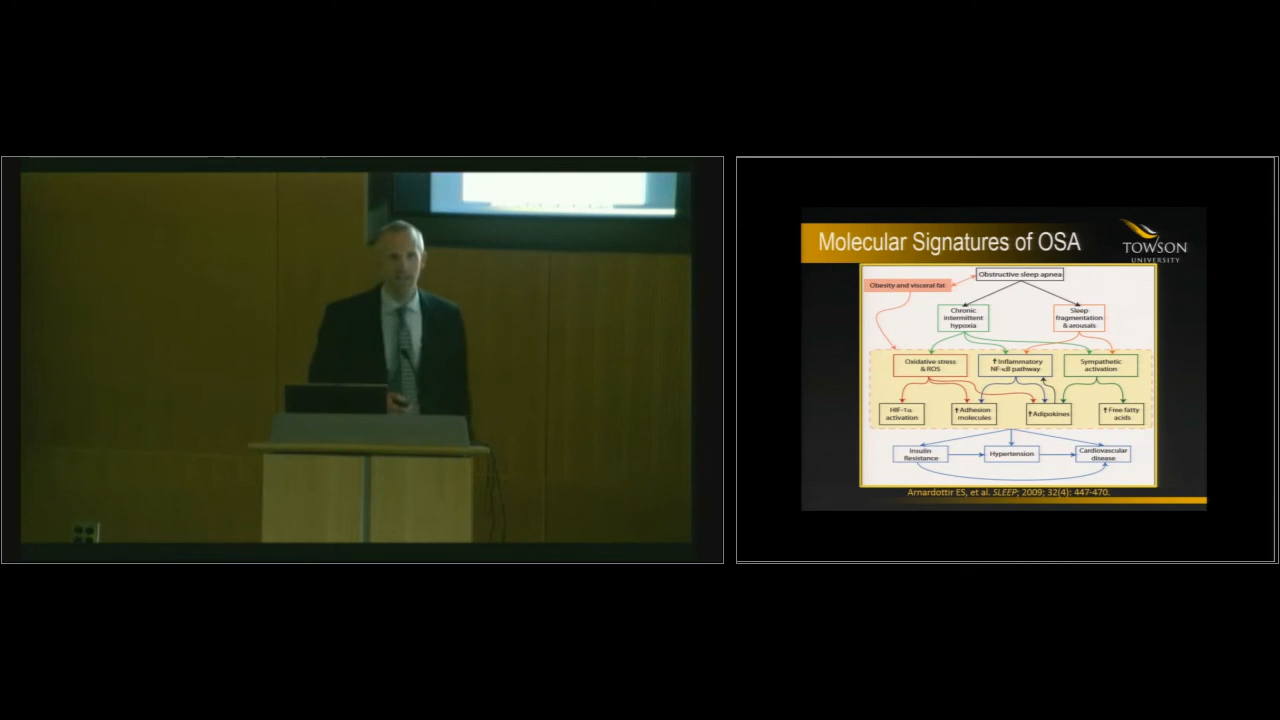 Molecular Signatures of OSA
TOWSON
UNIVERSITY
Obstructive sleep apnea
Obesity and visceral fat
Chronic
intermittent
hypoxia
Sleep
fragmentation
& arousals
Oxidative stress
& ROS
↑ Inflammatory
NF-κB pathway
Sympathetic
activation
HIF-1α
activation
↑ Adhesion
molecules
↑ Adipokines
↑ Free fatty
acids
Insulin
Resistance
Hypertension
Cardiovascular
disease
Arnardottir ES, et al. SLEEP; 2009; 32(4): 447-470.